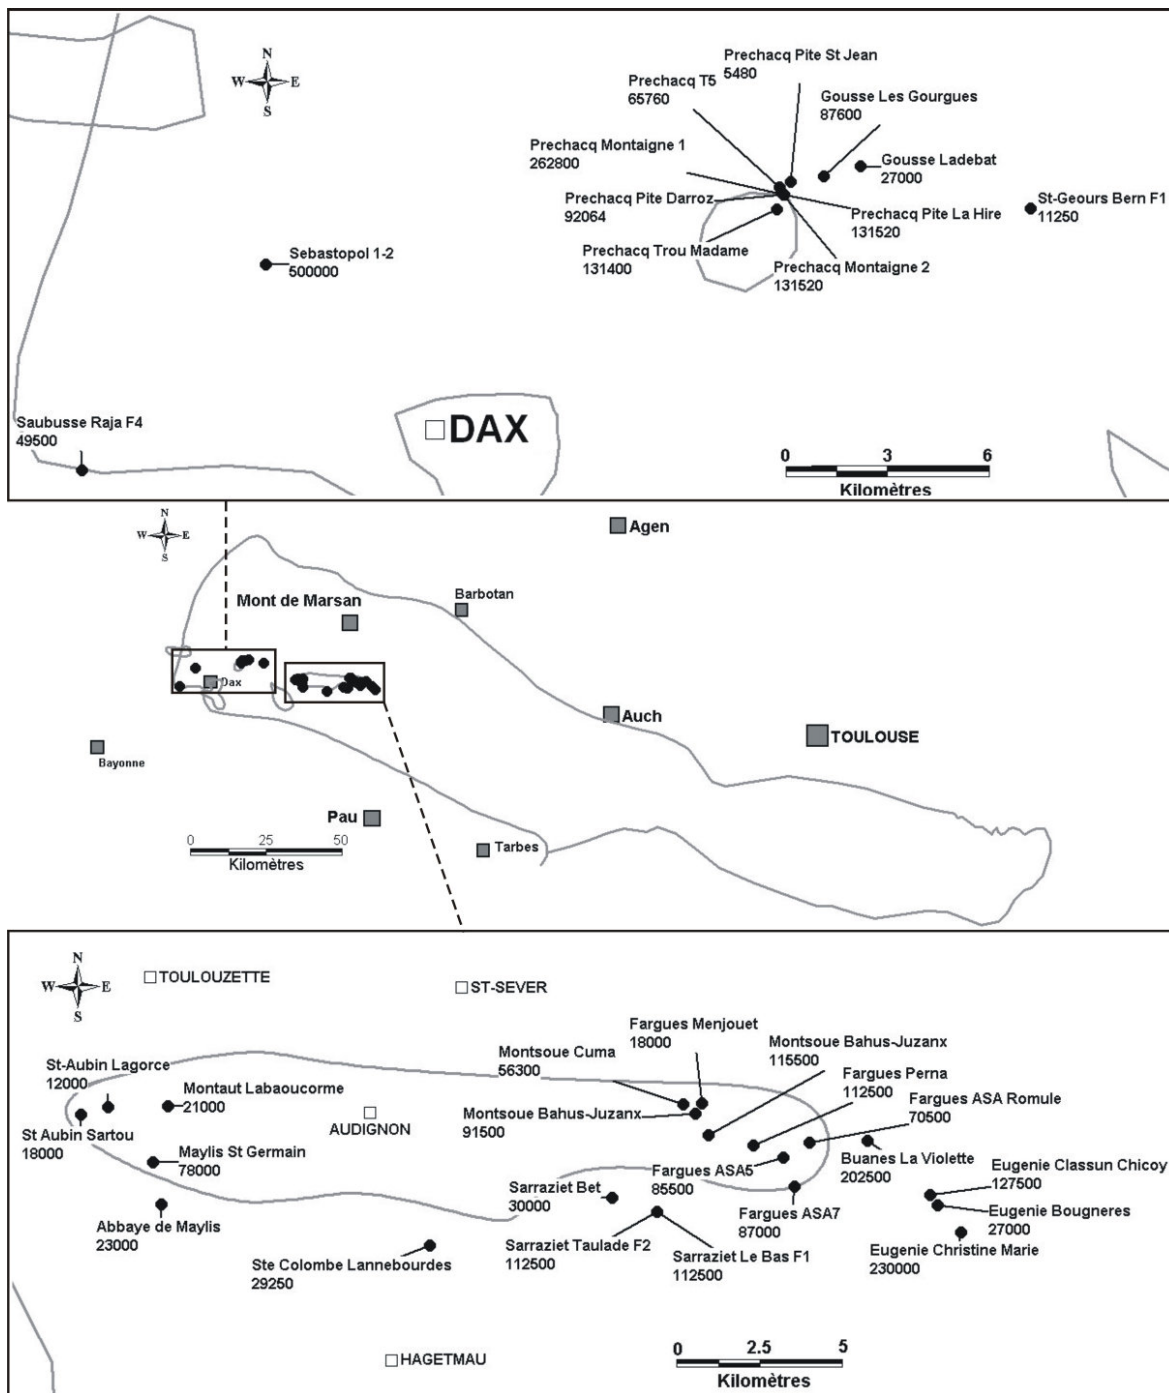 N
W E
S
Prechacq Pite St Jean
5480
Prechacq T5
65760
Gousse Les Gourgues
87600
Prechacq Montaigne 1
262800
Gousse Ladebat
27000
Prechacq Pite Darroz
92064
St-Geours Bern F1
11250
Prechacq Pite La Hire
131520
Prechacq Trou Madame
131400
Prechacq Montaigne 2
131520
Sebastopol 1-2
500000
Saubusse Raja F4
49500
DAX
0 3 6
Kilomètres
N
W E
S
Agen
Barbotan
Mont de Marsan
Dax
Auch
TOULOUSE
Bayonne
Pau
Tarbes
0 25 50
Kilomètres
N
W E
S
TOULOUZETTE
ST-SEVER
Fargues Menjouet
18000
Montsoue Bahus-Juzanx
115500
Montsoue Cuma
56300
St-Aubin Lagorce
12000
Fargues Perna
112500
Montaut Labaoucorme
21000
Fargues ASA Romule
70500
Montsoue Bahus-Juzanx
91500
AUDIGNON
St Aubin Sartou
18000
Maylis St Germain
78000
Fargues ASA5
85500
Buanes La Violette
202500
Eugenie Classun Chicoy
127500
Sarraziet Bet
30000
Fargues ASA7
87000
Eugenie Bougneres
27000
Abbaye de Maylis
23000
Sarraziet Taulade F2
112500
Sarraziet Le Bas F1
112500
Eugenie Christine Marie
230000
Ste Colombe Lannebourdes
29250
HAGETMAU
0 2.5 5
Kilomètres